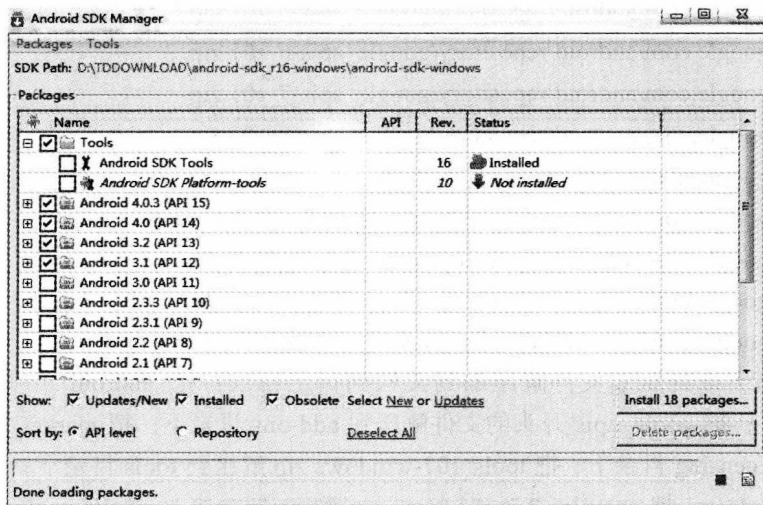 Android SDK Manager
Packages Tools
SDK Path: D:\TDDOWNLOAD\android-sdk_r16-windows\android-sdk-windows
Packages
Name API Rev. Status
Tools
Android SDK Tools 16 Installed
Android SDK Platform-tools 10 Not installed
Android 4.0.3 (API 15)
Android 4.0 (API 14)
Android 3.2 (API 13)
Android 3.1 (API 12)
Android 3.0 (API 11)
Android 2.3.3 (API 10)
Android 2.3.1 (API 9)
Android 2.2 (API 8)
Android 2.1 (API 7)
Show: Updates/New Installed Obsolete Select New or Updates Install 18 packages...
Sort by: API level Repository Deselect All Delete packages...
Done loading packages.